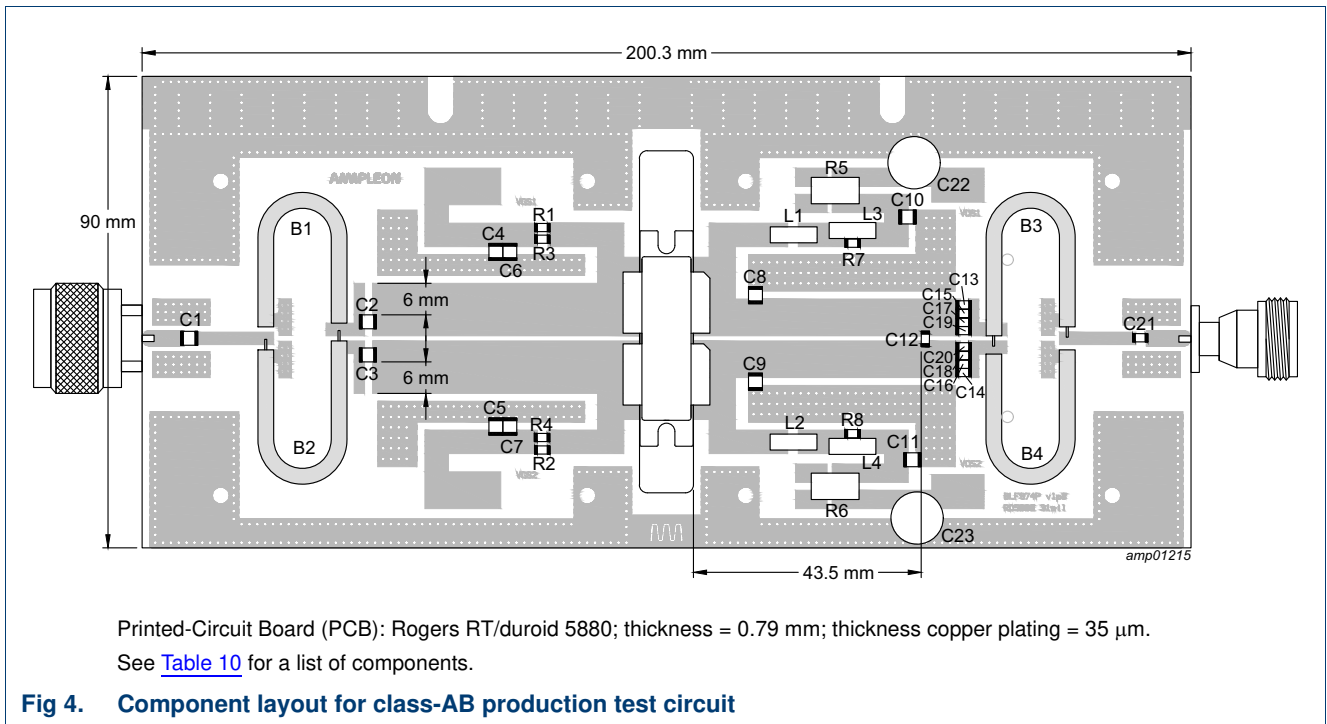 200.3 mm
90 mm
AMPLEON
VGS1
R5
C22
C10
VDS1
B1
R1
L1
L3
B3
C4
R3
R7
C6
C8
C13
C15
6 mm
C17
C2
C19
C1
C12
C21
C3
C20
C18
6 mm
C9
C16
C14
C5
R4
L2
R8
C11
B2
C7
R2
L4
B4
R6
C23
43.5 mm
amp01215
Printed-Circuit Board (PCB): Rogers RT/duroid 5880; thickness = 0.79 mm; thickness copper plating = 35 μm.
See Table 10 for a list of components.
Fig 4. Component layout for class-AB production test circuit